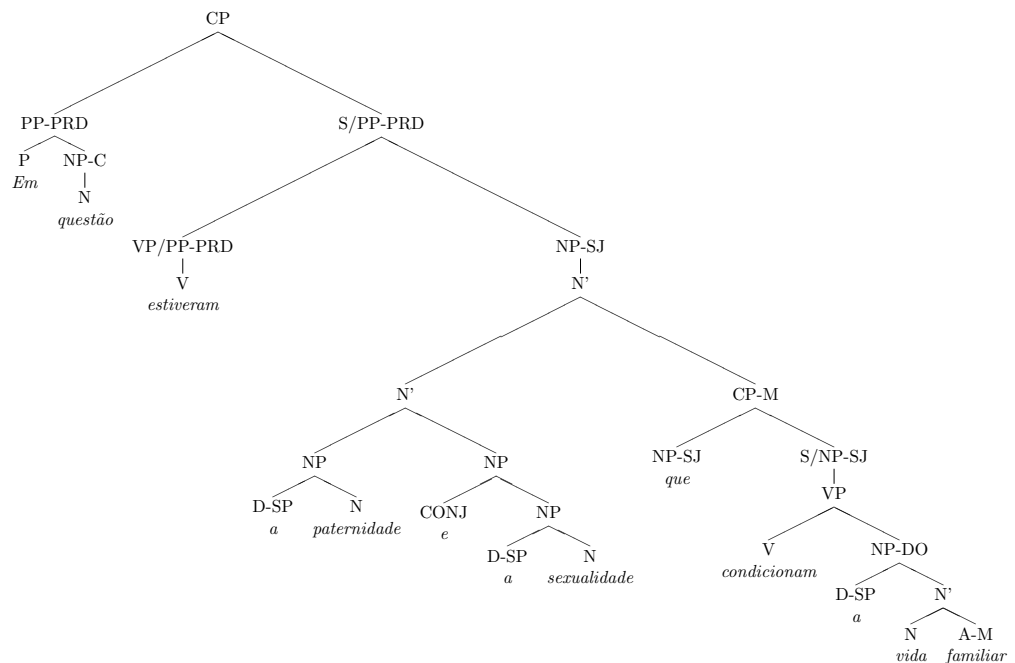 CP
PP-PRD S/PP-PRD
P NP-C
Em
N
questão
VP/PP-PRD NP-SJ
V N'
estiveram
N' CP-M
NP NP NP-SJ S/NP-SJ
que
VP
D-SP N CONJ NP
a paternidade e
D-SP N V NP-DO
a sexualidade condicionam
D-SP N'
a
N A-M
vida familiar